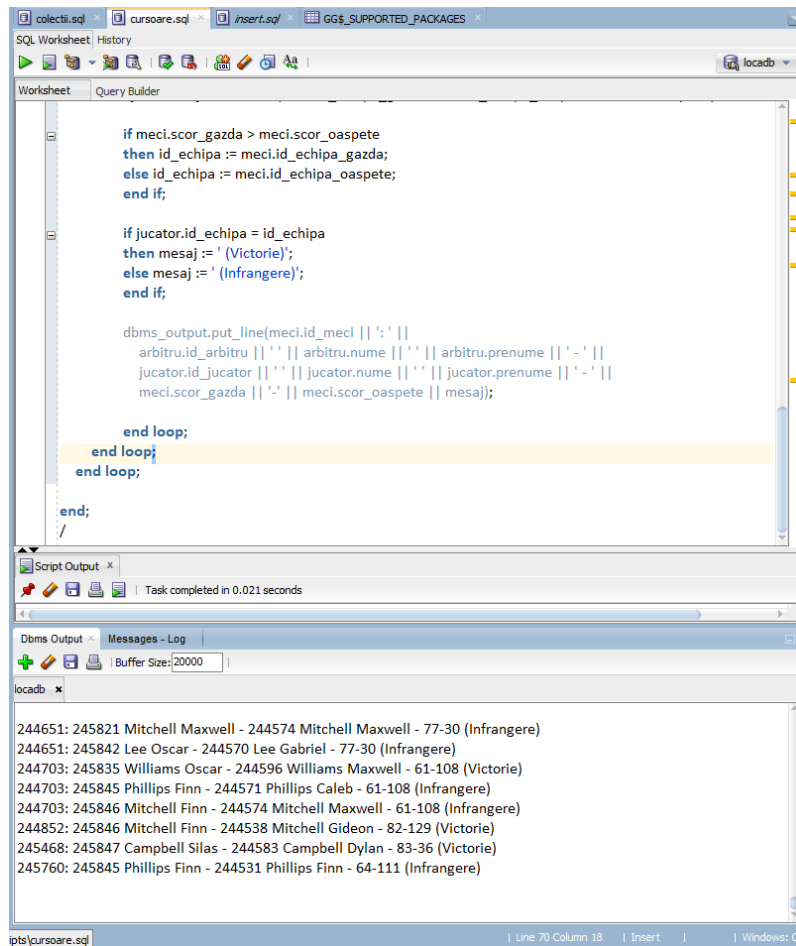 colectii.sql × cursoare.sql × insert.sql × GG$_SUPPORTED_PACKAGES ×
SQL Worksheet History
locadb
Worksheet Query Builder
if meci.scor_gazda > meci.scor_oaspete
then id_echipa := meci.id_echipa_gazda;
else id_echipa := meci.id_echipa_oaspete;
end if;
if jucator.id_echipa = id_echipa
then mesaj := ' (Victorie)';
else mesaj := ' (Infrangere)';
end if;
dbms_output.put_line(meci.id_meci || ': ' ||
arbitru.id_arbitru || ' ' || arbitru.nume || ' ' || arbitru.prenume || ' - ' ||
jucator.id_jucator || ' ' || jucator.nume || ' ' || jucator.prenume || ' - ' ||
meci.scor_gazda || '-' || meci.scor_oaspete || mesaj);
end loop;
end loop;
end loop;
end;
/
Script Output ×
Task completed in 0.021 seconds
Dbms Output × Messages - Log
Buffer Size: 20000
locadb ×
244651: 245821 Mitchell Maxwell - 244574 Mitchell Maxwell - 77-30 (Infrangere)
244651: 245842 Lee Oscar - 244570 Lee Gabriel - 77-30 (Infrangere)
244703: 245835 Williams Oscar - 244596 Williams Maxwell - 61-108 (Victorie)
244703: 245845 Phillips Finn - 244571 Phillips Caleb - 61-108 (Infrangere)
244703: 245846 Mitchell Finn - 244574 Mitchell Maxwell - 61-108 (Infrangere)
244852: 245846 Mitchell Finn - 244538 Mitchell Gideon - 82-129 (Victorie)
245468: 245847 Campbell Silas - 244583 Campbell Dylan - 83-36 (Victorie)
245760: 245845 Phillips Finn - 244531 Phillips Finn - 64-111 (Infrangere)
ipts\cursoare.sql | Line 70 Column 18 | Insert | | Windows: C